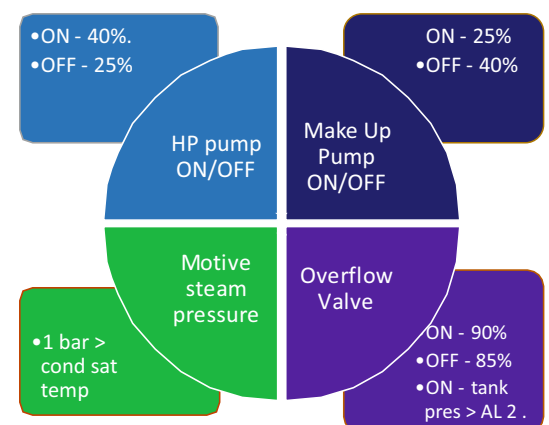 •ON - 40%.
•OFF - 25%
ON - 25%
•OFF - 40%
HP pump
ON/OFF
Make Up
Pump
ON/OFF
Motive
steam
pressure
Overflow
Valve
•1 bar >
cond sat
temp
ON - 90%
•OFF - 85%
•ON - tank
pres > AL 2 .